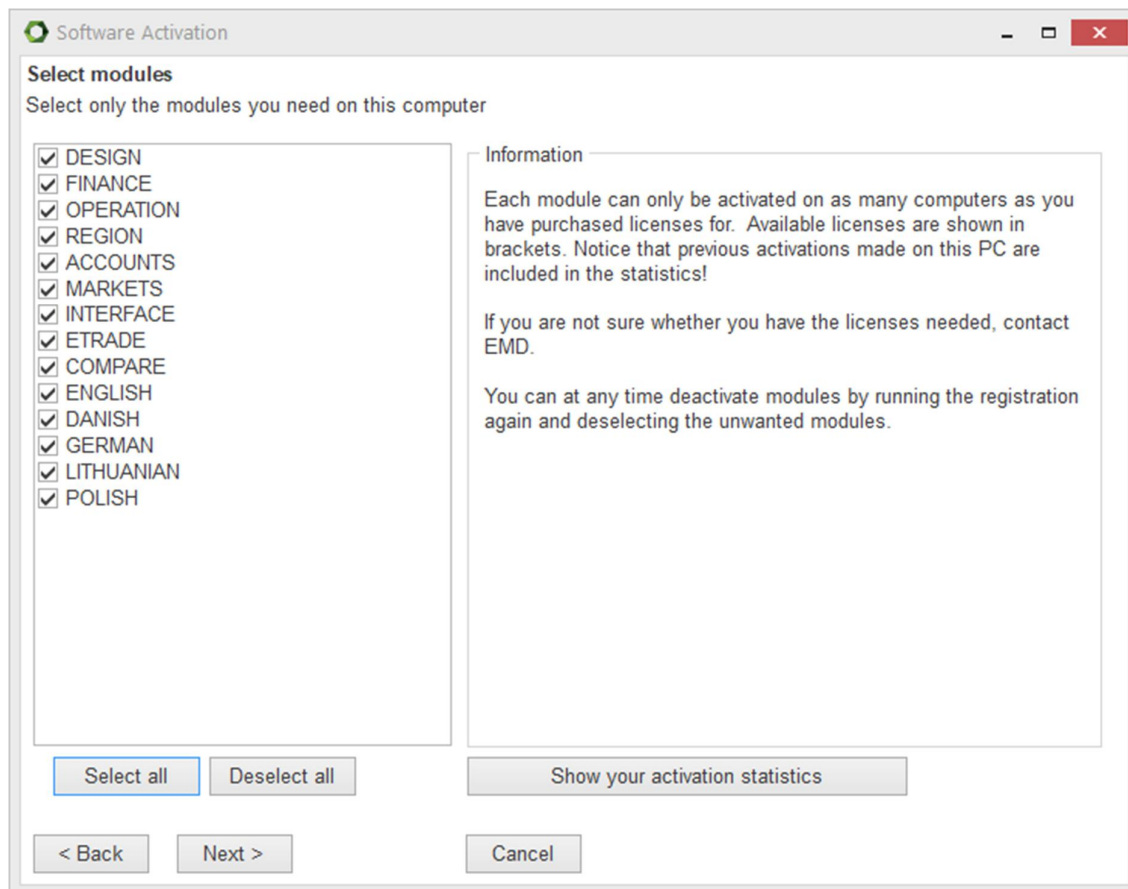 Software Activation
Select modules
Select only the modules you need on this computer
DESIGN
FINANCE
OPERATION
REGION
ACCOUNTS
MARKETS
INTERFACE
ETRADE
COMPARE
ENGLISH
DANISH
GERMAN
LITHUANIAN
POLISH
Information
Each module can only be activated on as many computers as you
have purchased licenses for.  Available licenses are shown in
brackets. Notice that previous activations made on this PC are
included in the statistics!
If you are not sure whether you have the licenses needed, contact
EMD.
You can at any time deactivate modules by running the registration
again and deselecting the unwanted modules.
Select all
Deselect all
Show your activation statistics
< Back
Next >
Cancel